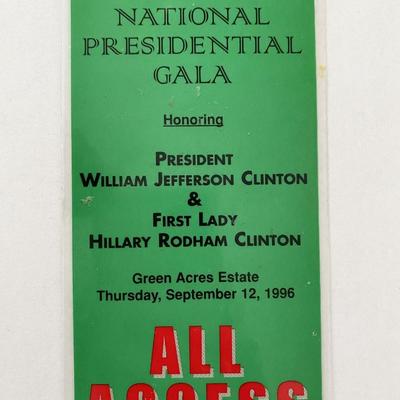 NATIONAL
PRESIDENTIAL
GALA
Honoring
PRESIDENT
WILLIAM JEFFERSON CLINTON
&
FIRST LADY
HILLARY RODHAM CLINTON
Green Acres Estate
Thursday, September 12, 1996
ALL
ACCESS